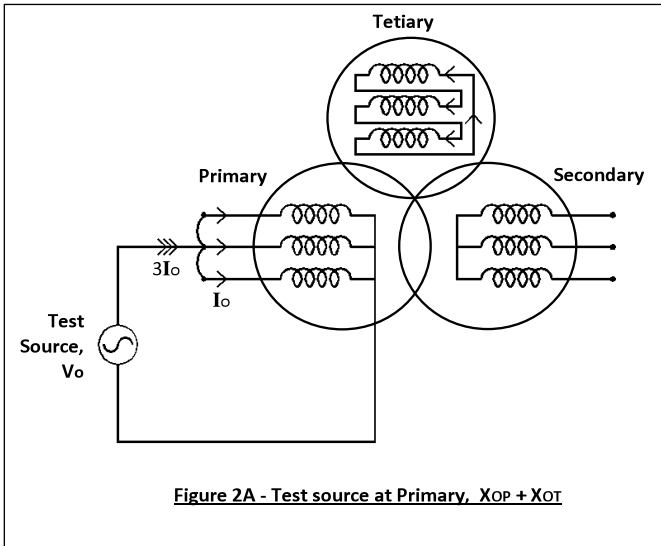 Tetiary
Primary
Secondary
3Io
Io
Test
Source,
Vo
Figure 2A - Test source at Primary, XOP + XOT